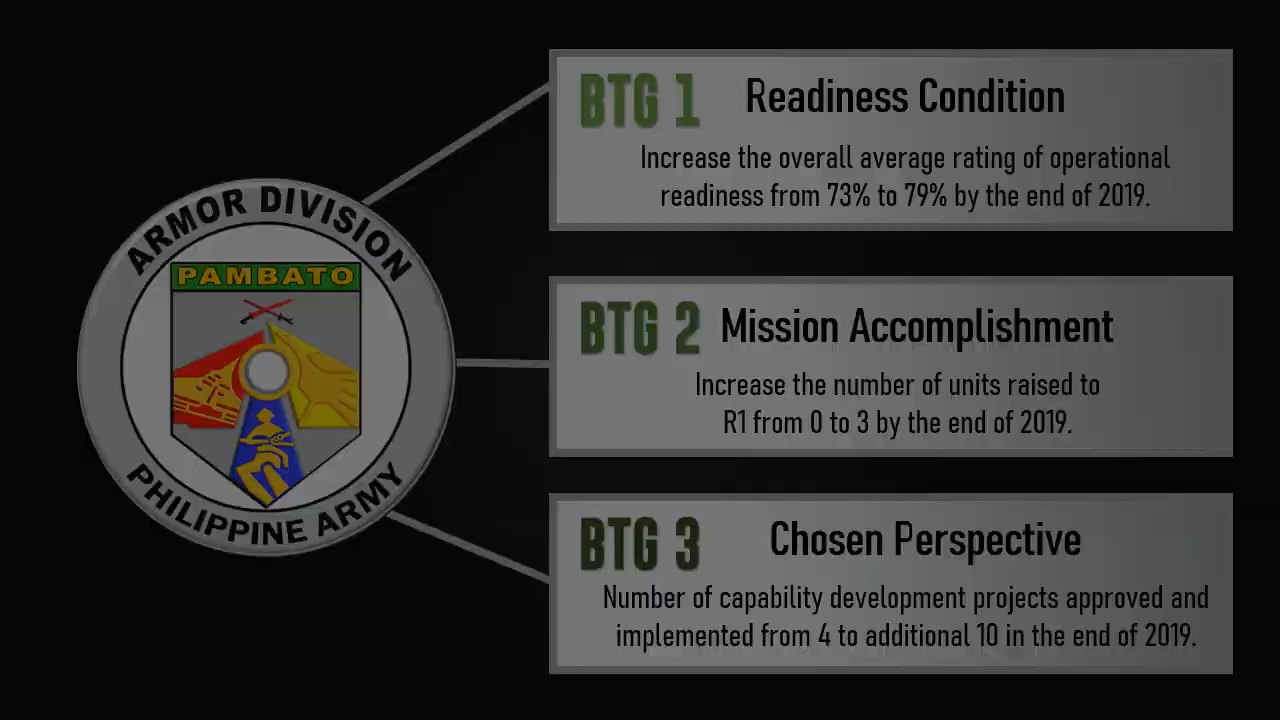 ARMOR DIVISION
PAMBATO
PHILIPPINE ARMY
BTG 1 Readiness Condition
Increase the overall average rating of operational
readiness from 73% to 79% by the end of 2019.
BTG 2 Mission Accomplishment
Increase the number of units raised to
R1 from 0 to 3 by the end of 2019.
BTG 3 Chosen Perspective
Number of capability development projects approved and
implemented from 4 to additional 10 in the end of 2019.